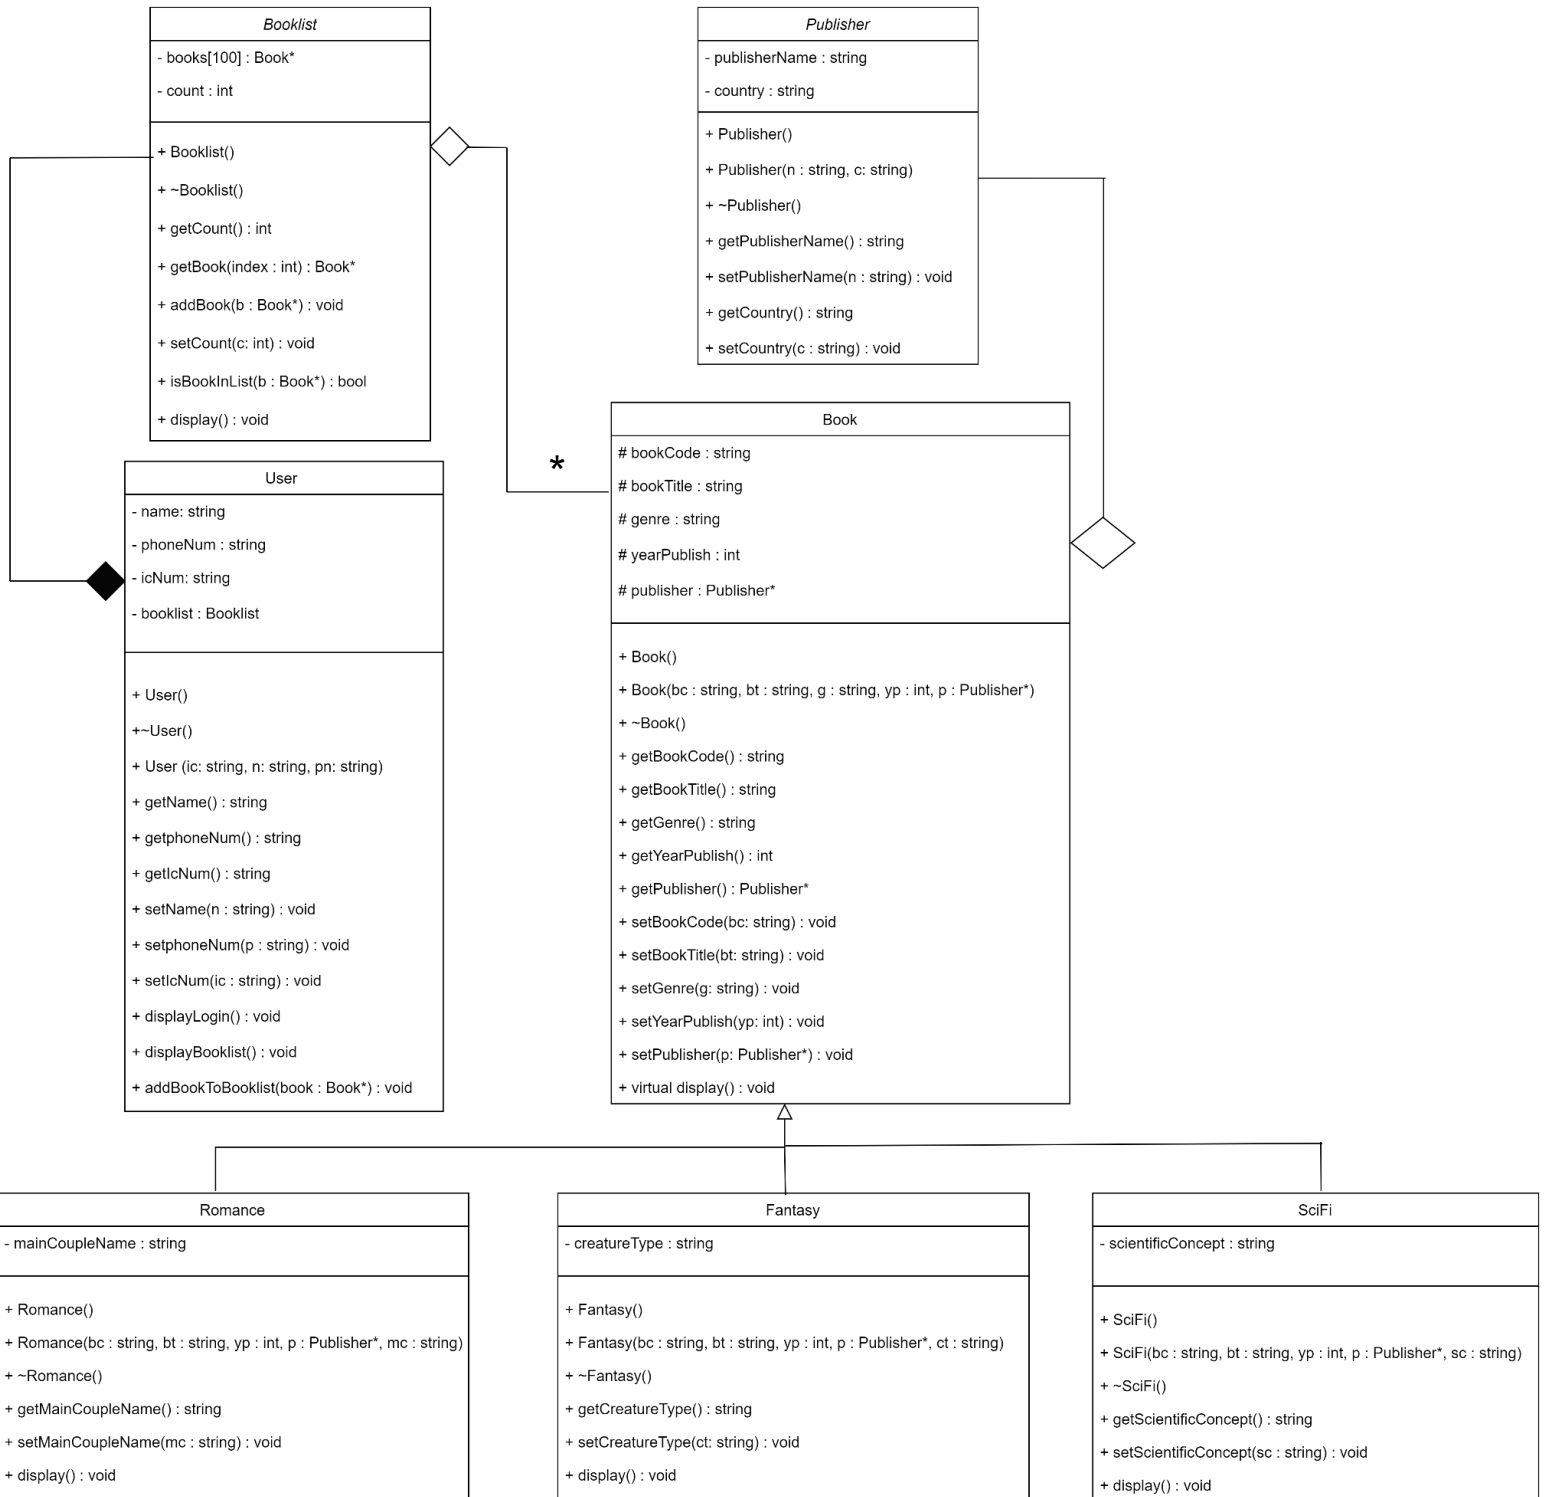 Booklist
- books[100] : Book*
- count : int
+ Booklist()
+ ~Booklist()
+ getCount() : int
+ getBook(index : int) : Book*
+ addBook(b : Book*) : void
+ setCount(c: int) : void
+ isBookInList(b : Book*) : bool
+ display() : void
Publisher
- publisherName : string
- country : string
+ Publisher()
+ Publisher(n : string, c: string)
+ ~Publisher()
+ getPublisherName() : string
+ setPublisherName(n : string) : void
+ getCountry() : string
+ setCountry(c : string) : void
*
User
- name: string
- phoneNum : string
- icNum: string
- booklist : Booklist
+ User()
+~User()
+ User (ic: string, n: string, pn: string)
+ getName() : string
+ getphoneNum() : string
+ getIcNum() : string
+ setName(n : string) : void
+ setphoneNum(p : string) : void
+ setIcNum(ic : string) : void
+ displayLogin() : void
+ displayBooklist() : void
+ addBookToBooklist(book : Book*) : void
Book
# bookCode : string
# bookTitle : string
# genre : string
# yearPublish : int
# publisher : Publisher*
+ Book()
+ Book(bc : string, bt : string, g : string, yp : int, p : Publisher*)
+ ~Book()
+ getBookCode() : string
+ getBookTitle() : string
+ getGenre() : string
+ getYearPublish() : int
+ getPublisher() : Publisher*
+ setBookCode(bc: string) : void
+ setBookTitle(bt: string) : void
+ setGenre(g: string) : void
+ setYearPublish(yp: int) : void
+ setPublisher(p: Publisher*) : void
+ virtual display() : void
Romance
- mainCoupleName : string
+ Romance()
+ Romance(bc : string, bt : string, yp : int, p : Publisher*, mc : string)
+ ~Romance()
+ getMainCoupleName() : string
+ setMainCoupleName(mc : string) : void
+ display() : void
Fantasy
- creatureType : string
+ Fantasy()
+ Fantasy(bc : string, bt : string, yp : int, p : Publisher*, ct : string)
+ ~Fantasy()
+ getCreatureType() : string
+ setCreatureType(ct: string) : void
+ display() : void
SciFi
- scientificConcept : string
+ SciFi()
+ SciFi(bc : string, bt : string, yp : int, p : Publisher*, sc : string)
+ ~SciFi()
+ getScientificConcept() : string
+ setScientificConcept(sc : string) : void
+ display() : void